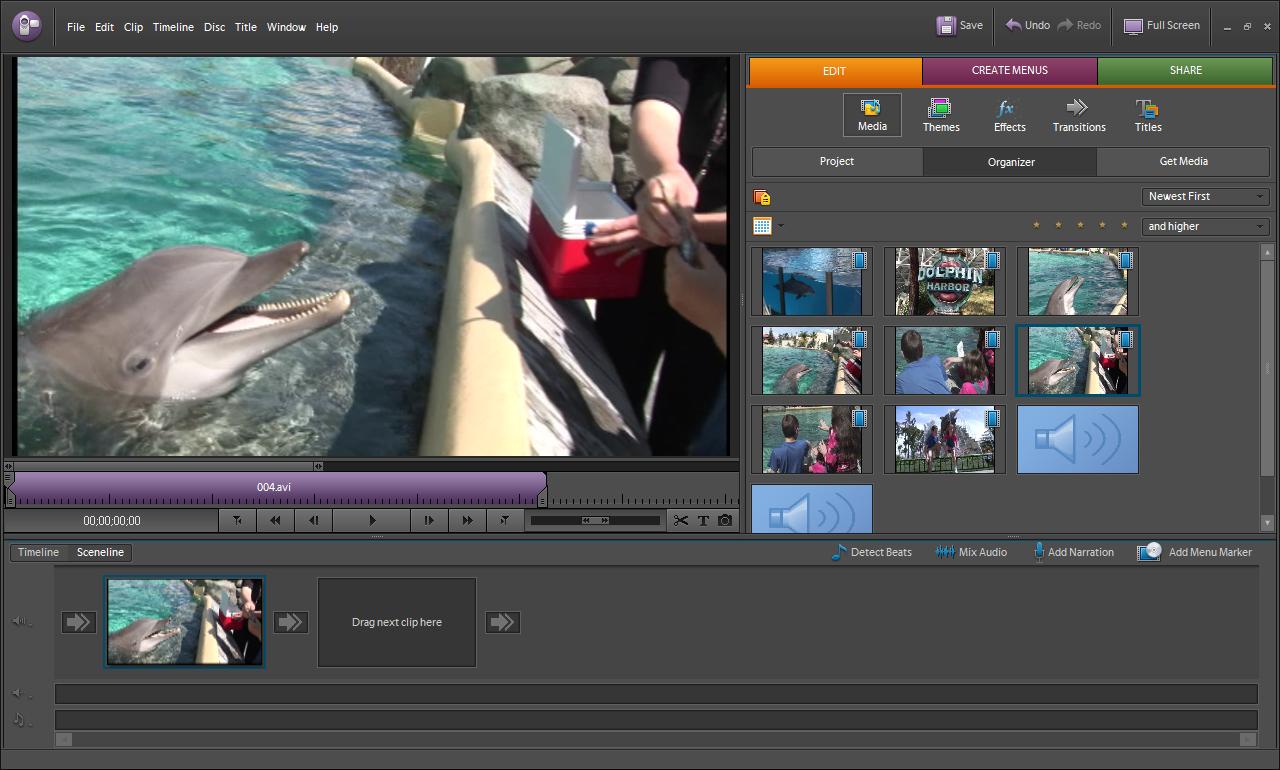 File Edit Clip Timeline Disc Title Window Help
Save Undo Redo Full Screen
EDIT CREATE MENUS SHARE
Media Themes Effects Transitions Titles
Project Organizer Get Media
Newest First
and higher
DOLPHIN
HARBOR
004.avi
00;00;00;00
Timeline Sceneline
Detect Beats Mix Audio Add Narration Add Menu Marker
Drag next clip here